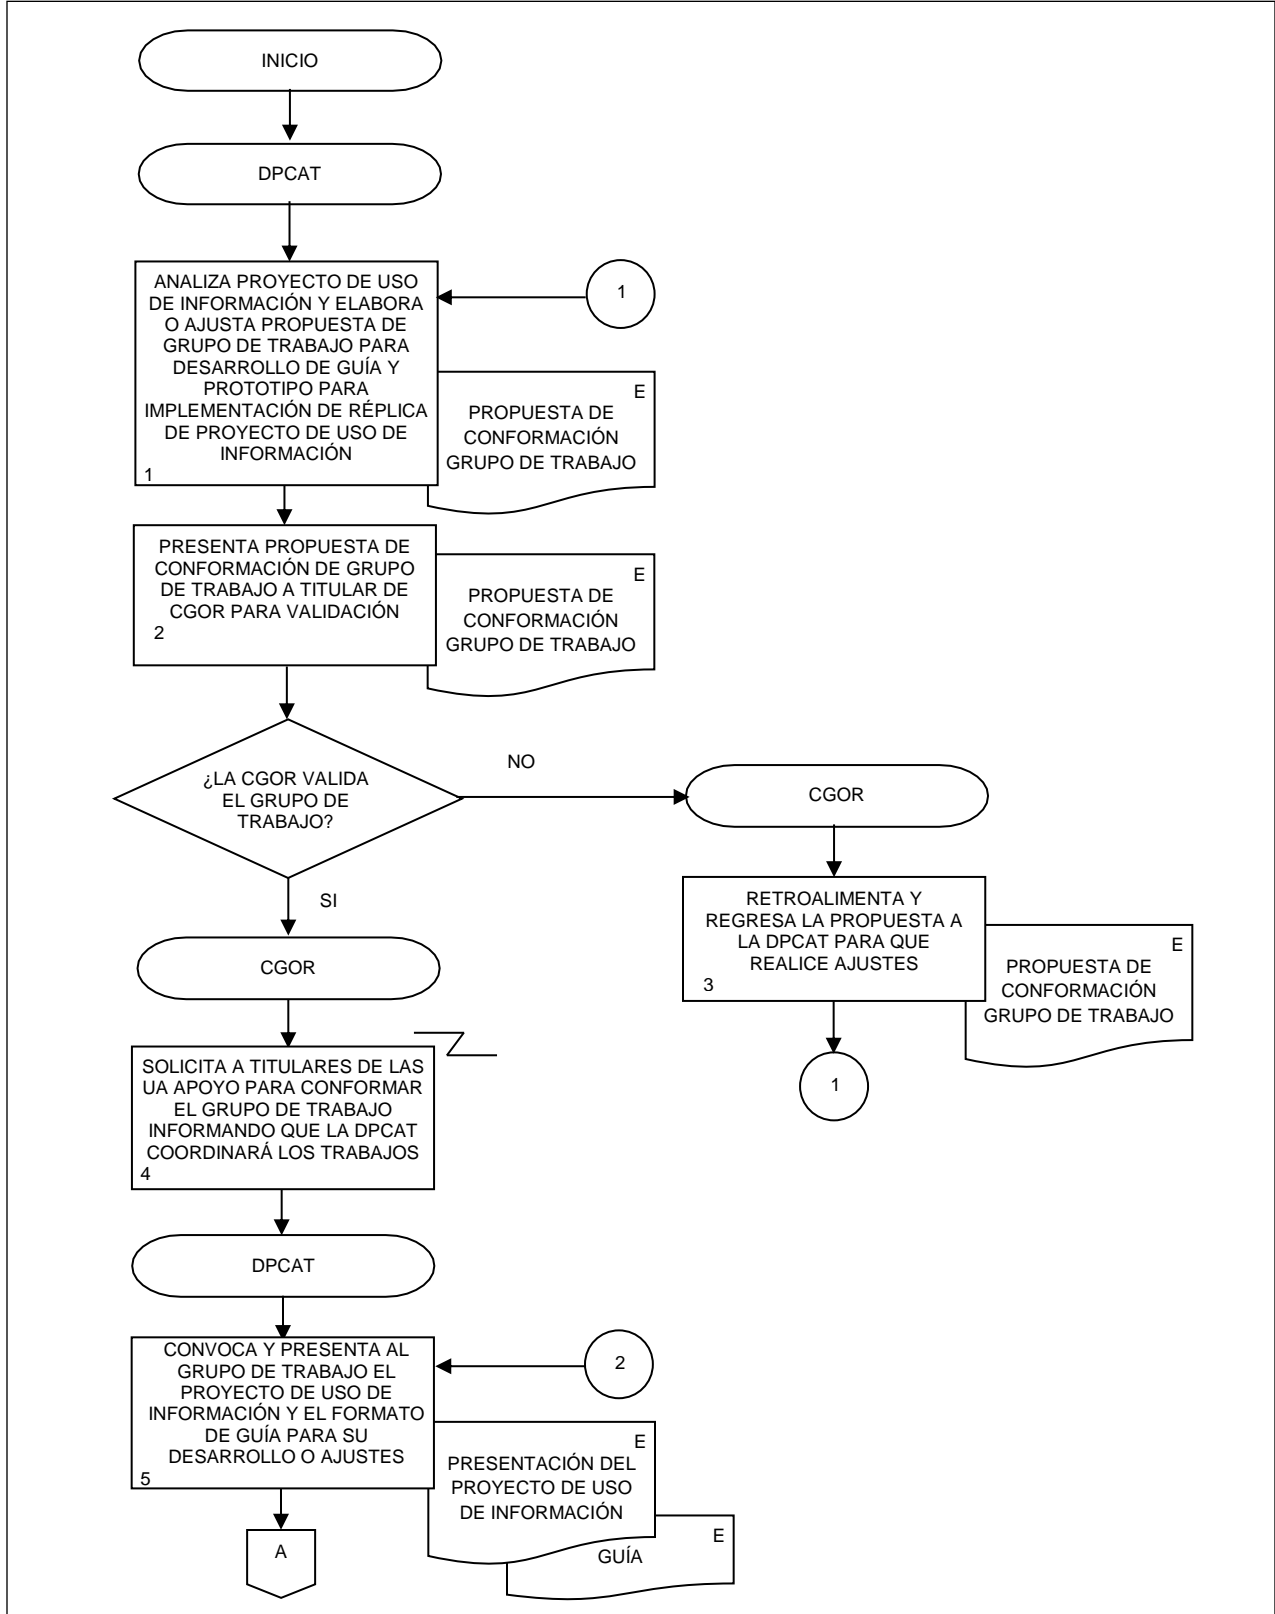 INICIO
DPCAT
ANALIZA PROYECTO DE USO
DE INFORMACIÓN Y ELABORA
O AJUSTA PROPUESTA DE
GRUPO DE TRABAJO PARA
DESARROLLO DE GUÍA Y
PROTOTIPO PARA
IMPLEMENTACIÓN DE RÉPLICA
DE PROYECTO DE USO DE
INFORMACIÓN
1
1
E
PROPUESTA DE
CONFORMACIÓN
GRUPO DE TRABAJO
PRESENTA PROPUESTA DE
CONFORMACIÓN DE GRUPO
DE TRABAJO A TITULAR DE
CGOR PARA VALIDACIÓN
2
E
PROPUESTA DE
CONFORMACIÓN
GRUPO DE TRABAJO
¿LA CGOR VALIDA
EL GRUPO DE
TRABAJO?
NO
CGOR
RETROALIMENTA Y
REGRESA LA PROPUESTA A
LA DPCAT PARA QUE
REALICE AJUSTES
3
E
PROPUESTA DE
CONFORMACIÓN
GRUPO DE TRABAJO
1
SI
CGOR
SOLICITA A TITULARES DE LAS
UA APOYO PARA CONFORMAR
EL GRUPO DE TRABAJO
INFORMANDO QUE LA DPCAT
COORDINARÁ LOS TRABAJOS
4
DPCAT
CONVOCA Y PRESENTA AL
GRUPO DE TRABAJO EL
PROYECTO DE USO DE
INFORMACIÓN Y EL FORMATO
DE GUÍA PARA SU
DESARROLLO O AJUSTES
5
2
E
PRESENTACIÓN DEL
PROYECTO DE USO
DE INFORMACIÓN
E
GUÍA
A